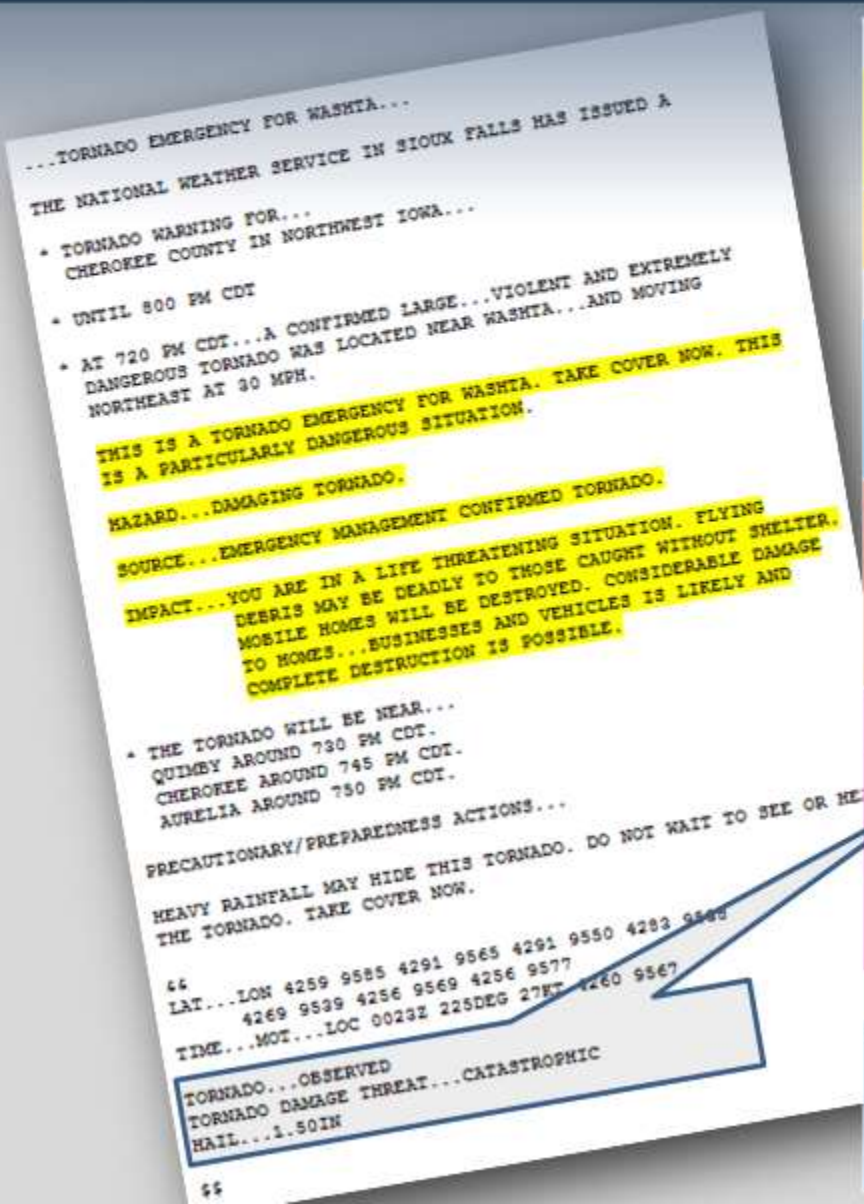 ...TORNADO EMERGENCY FOR WASHTA...
THE NATIONAL WEATHER SERVICE IN SIOUX FALLS HAS ISSUED A
* TORNADO WARNING FOR...
CHEROKEE COUNTY IN NORTHWEST IOWA...
* UNTIL 800 PM CDT
* AT 720 PM CDT...A CONFIRMED LARGE...VIOLENT AND EXTREMELY
DANGEROUS TORNADO WAS LOCATED NEAR WASHTA...AND MOVING
NORTHEAST AT 30 MPH.
THIS IS A TORNADO EMERGENCY FOR WASHTA. TAKE COVER NOW. THIS
IS A PARTICULARLY DANGEROUS SITUATION.
HAZARD...DAMAGING TORNADO.
SOURCE...EMERGENCY MANAGEMENT CONFIRMED TORNADO.
IMPACT...YOU ARE IN A LIFE THREATENING SITUATION. FLYING
DEBRIS MAY BE DEADLY TO THOSE CAUGHT WITHOUT SHELTER.
MOBILE HOMES WILL BE DESTROYED. CONSIDERABLE DAMAGE
TO HOMES...BUSINESSES AND VEHICLES IS LIKELY AND
COMPLETE DESTRUCTION IS POSSIBLE.
* THE TORNADO WILL BE NEAR...
QUIMBY AROUND 730 PM CDT.
CHEROKEE AROUND 745 PM CDT.
AURELIA AROUND 750 PM CDT.
PRECAUTIONARY/PREPAREDNESS ACTIONS...
HEAVY RAINFALL MAY HIDE THIS TORNADO. DO NOT WAIT TO SEE OR
THE TORNADO. TAKE COVER NOW.
&&
LAT...LON 4259 9585 4291 9565 4291 9550 4283
4269 9539 4256 9569 4256 9577
TIME...MOT...LOC 0023Z 225DEG 27KT 4260 9567
TORNADO...OBSERVED
TORNADO DAMAGE THREAT...CATASTROPHIC
HAIL...1.50IN
$$